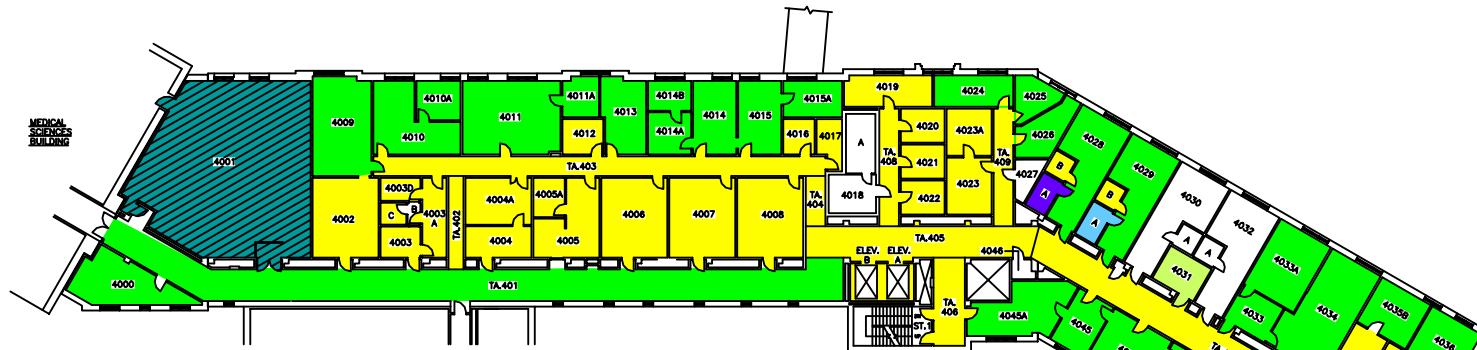 MEDICAL
SCIENCES
BUILDING
4001
4000
TA.401
4009
4010
4010A
4011
4011A
4012
4013
4014B
4014A
4014
4015
4015A
4016
4017
TA.403
4002
4003D
C
B
4003
4003
A
TA.402
4004A
4004
4005A
4005
4006
4007
4008
TA.
404
4019
A
4018
TA.
408
4020
4021
4022
4023A
4023
4024
TA.
409
4025
4026
4027
4028
B
A
4029
B
A
4030
A
4031
4032
A
4033A
4033
4034
4035B
TA.405
4046
ELEV.
B
ELEV.
A
TA.
406
ST.1
4045A
4045